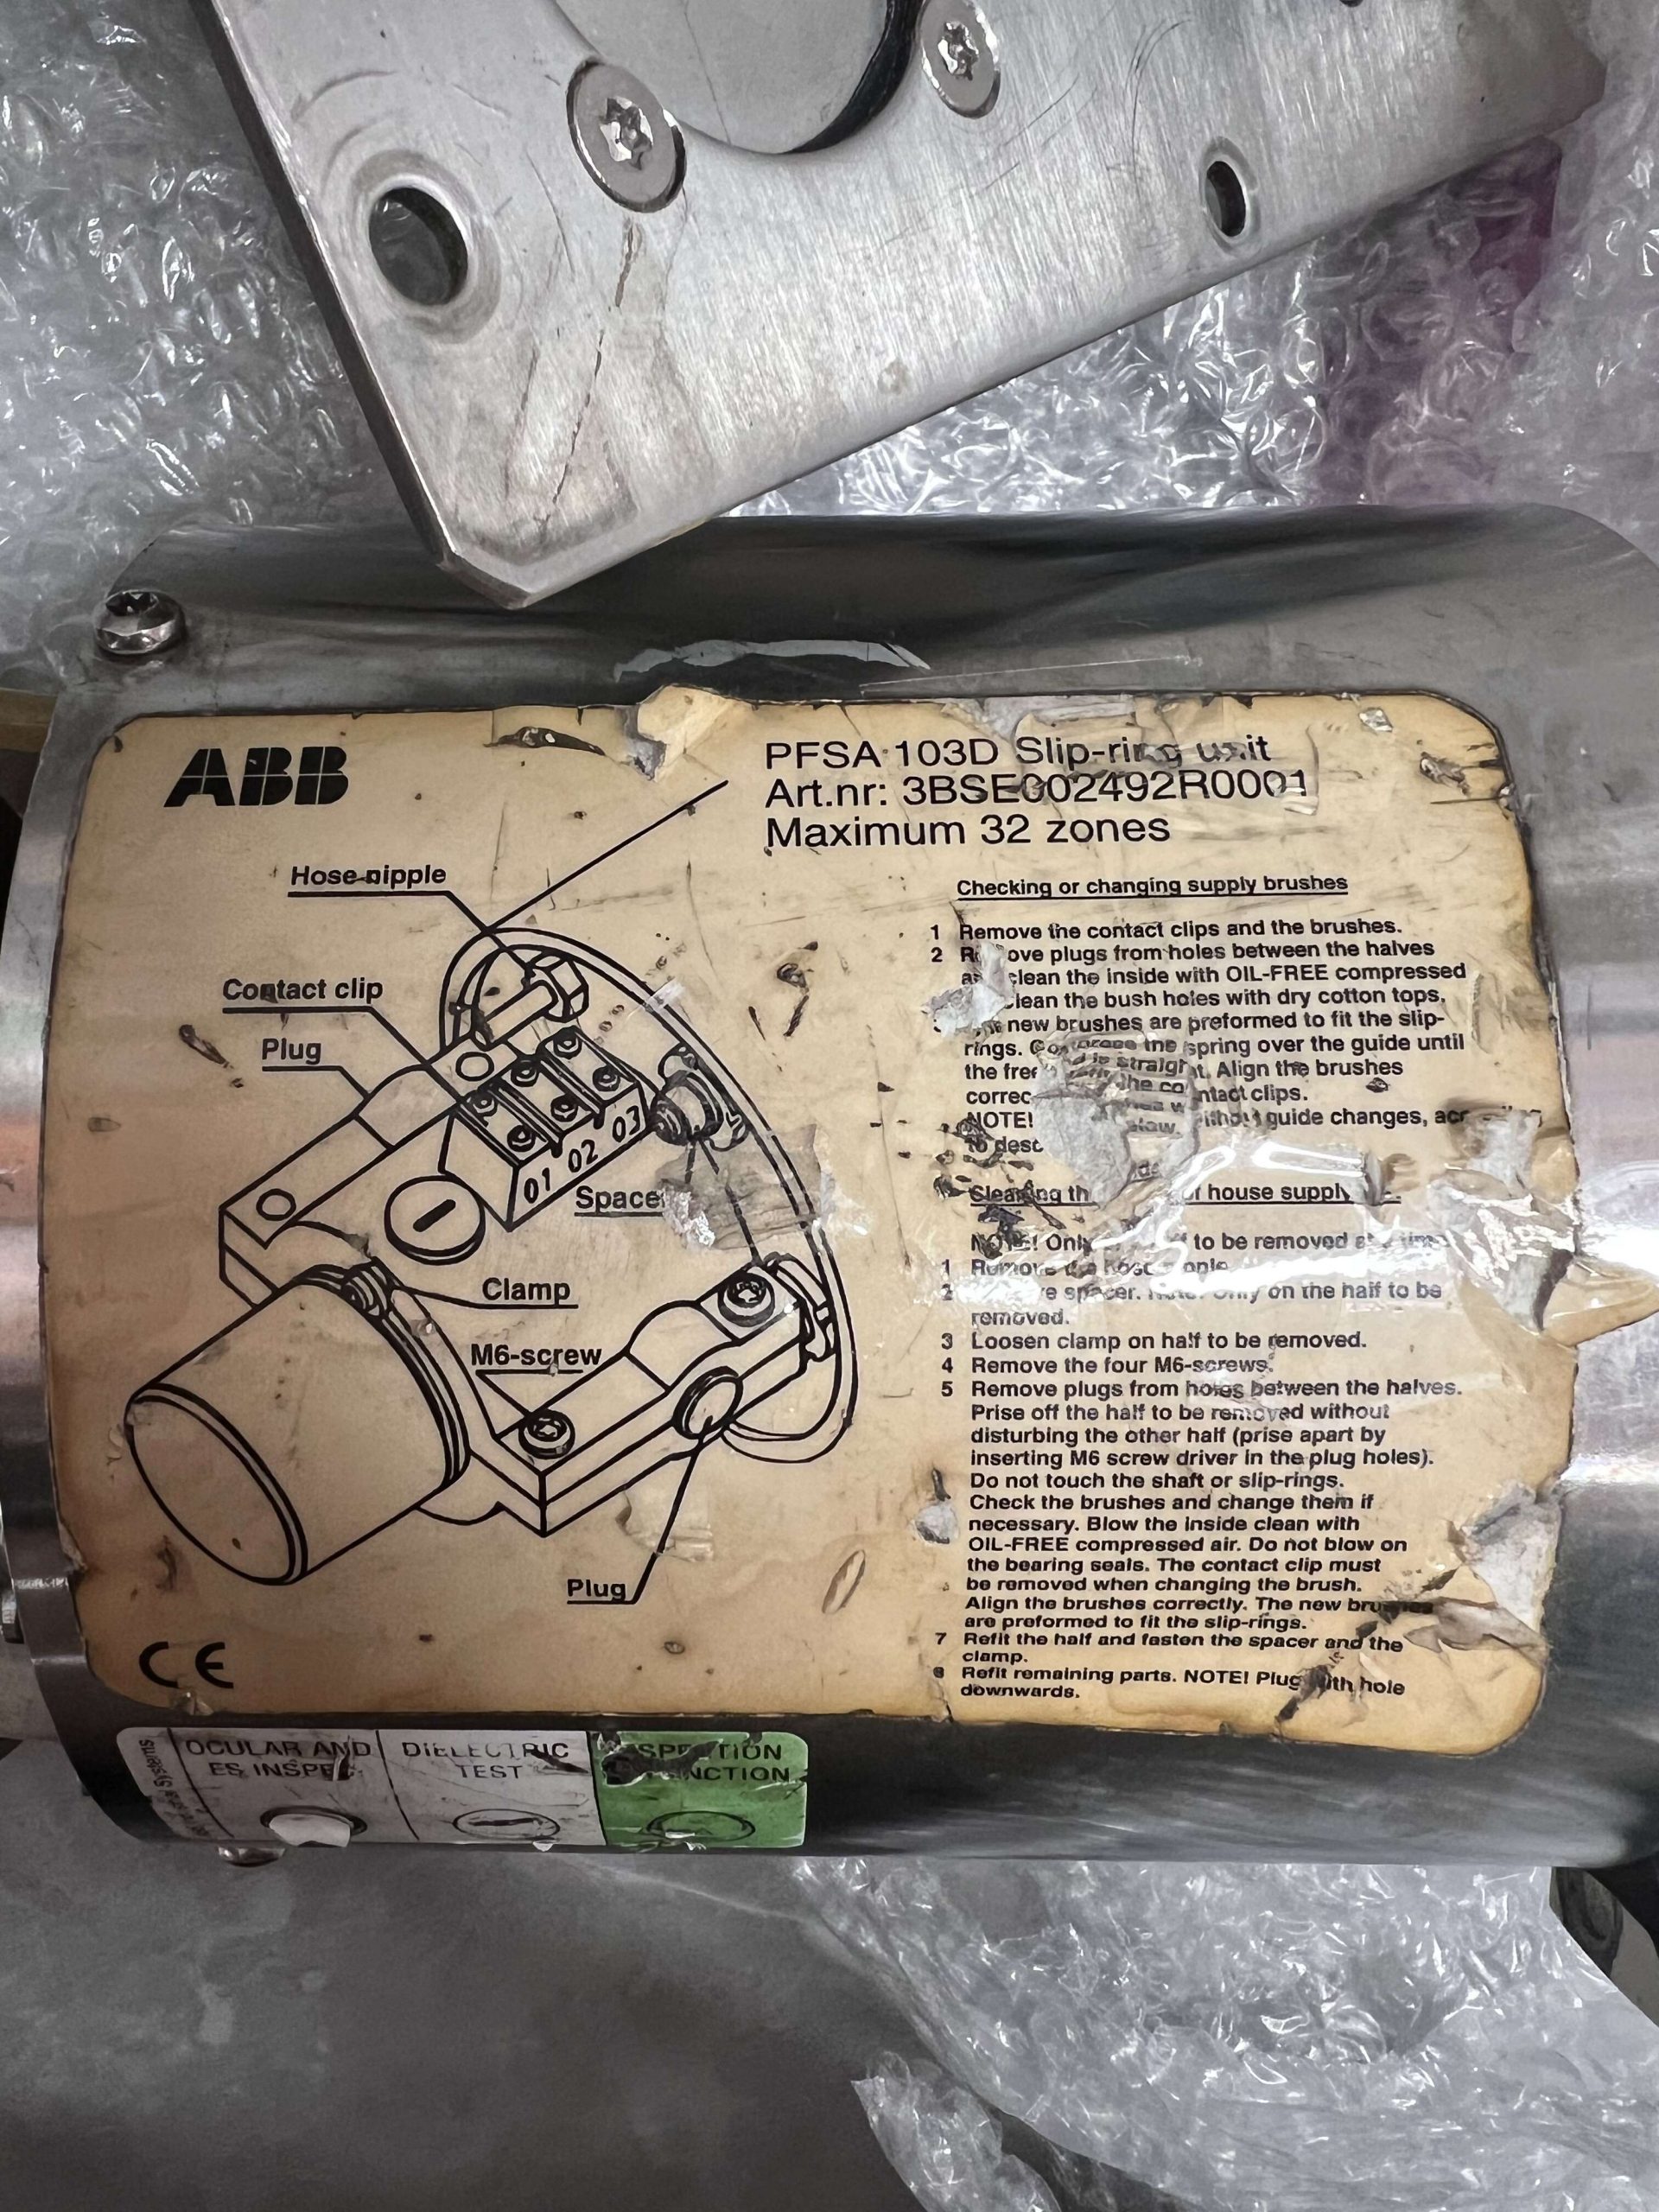 ABB
PFSA 103D Slip-ring unit
Art.nr: 3BSE002492R0001
Maximum 32 zones
Hose nipple
Contact clip
Plug
01 02 03
Clamp
M6-screw
Plug
CE
Checking or changing supply brushes
1 Remove the contact clips and the brushes.
2 plugs from holes between the halves
clean the inside with OIL-FREE compressed
the bush holes with dry cotton tops.
new brushes are preformed to fit the slip-
rings. spring over the guide until
the Align the brushes
clips.
NOTE! guide changes,
to
house supply
Only to be removed
1
spacer. on the half to be
removed.
3 Loosen clamp on half to be removed.
4 Remove the four M6-screws.
5 Remove plugs from holes between the halves.
Prise off the half to be removed without
disturbing the other half (prise apart by
inserting M6 screw driver in the plug holes).
Do not touch the shaft or slip-rings.
Check the brushes and change them if
necessary. Blow the inside clean with
OIL-FREE compressed air. Do not blow on
the bearing seals. The contact clip must
be removed when changing the brush.
Align the brushes correctly. The new
are preformed to fit the slip-rings.
7 Refit the half and fasten the spacer and the
clamp.
8 Refit remaining parts. NOTE! Plug with hole
downwards.
OCULAR AND
DIELECTRIC
TEST